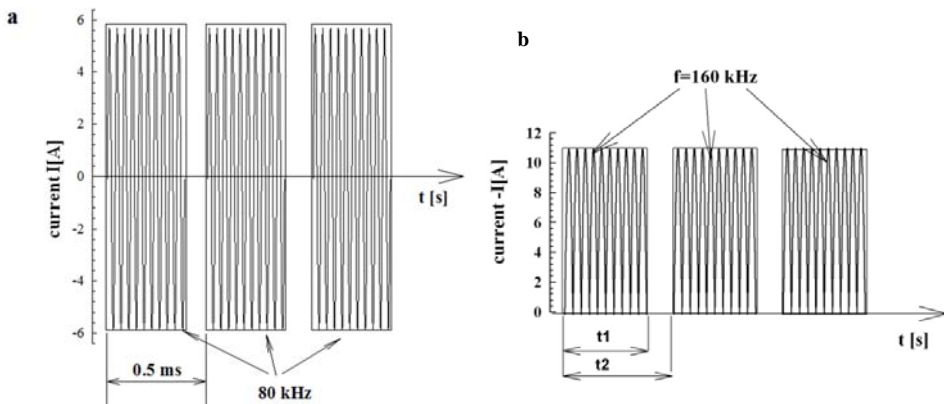 a
6
4
2
0
-2
-4
-6
current I[A]
t [s]
0.5 ms
80 kHz
b
f=160 kHz
12
10
8
6
4
2
0
current -I[A]
t [s]
t1
t2